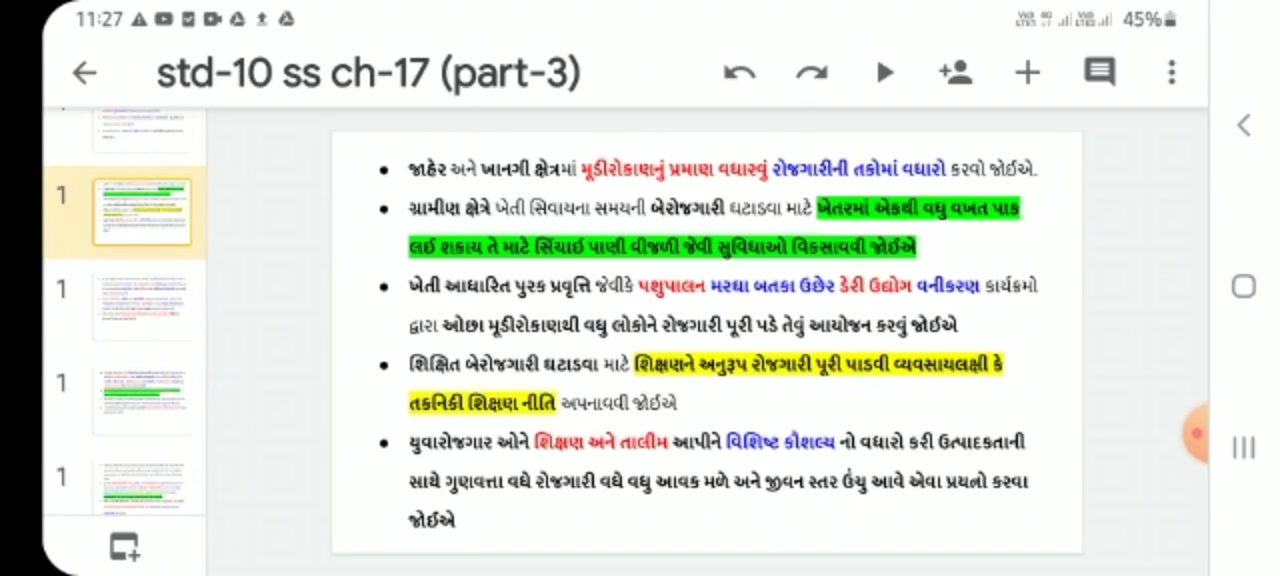 11:27
45%
std-10 ss ch-17 (part-3)
1
1
1
1
● જાહેર અને ખાનગી ક્ષેત્રમાં મૂડીરોકાણનું પ્રમાણ વધારવું રોજગારીની તકોમાં વધારો કરવો જોઈએ.
● ગ્રામીણ ક્ષેત્રે ખેતી સિવાયના સમયની બેરોજગારી ઘટાડવા માટે ખેતરમાં એકથી વધુ વખત પાક
લઈ શકાય તે માટે સિંચાઈ પાણી વીજળી જેવી સુવિધાઓ વિકસાવવી જોઈએ
● ખેતી આધારિત પુરક પ્રવૃત્તિ જેવીકે પશુપાલન મરઘા બતકા ઉછેર ડેરી ઉદ્યોગ વનીકરણ કાર્યક્રમો
દ્વારા ઓછા મૂડીરોકાણથી વધુ લોકોને રોજગારી પૂરી પડે તેવું આયોજન કરવું જોઈએ
● શિક્ષિત બેરોજગારી ઘટાડવા માટે શિક્ષણને અનુરૂપ રોજગારી પૂરી પાડવી વ્યવસાયલક્ષી કે
તકનિકી શિક્ષણ નીતિ અપનાવવી જોઈએ
● યુવારોજગાર ઓને શિક્ષણ અને તાલીમ આપીને વિશિષ્ટ કૌશલ્ય નો વધારો કરી ઉત્પાદકતાની
સાથે ગુણવત્તા વધે રોજગારી વધે વધુ આવક મળે અને જીવન સ્તર ઉંચુ આવે એવા પ્રયત્નો કરવા
જોઈએ